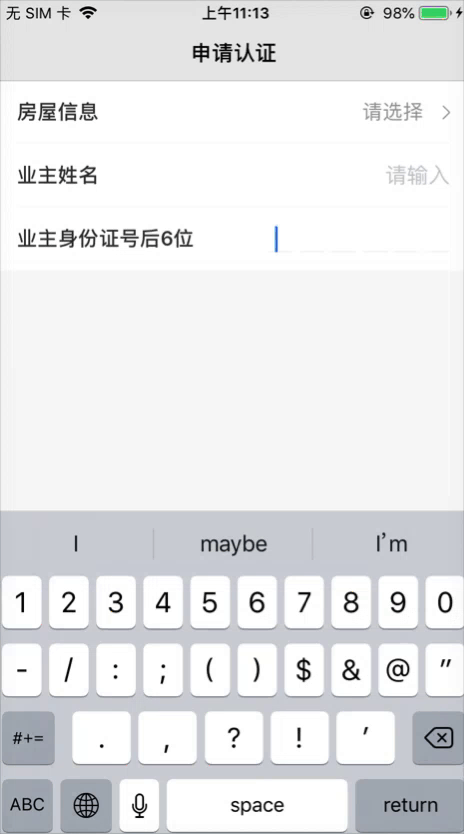 无 SIM 卡 上午11:13 98%
申请认证
房屋信息 请选择
业主姓名 请输入
业主身份证号后6位
I maybe I'm
1 2 3 4 5 6 7 8 9 0
- / : ; ( ) $ & @ "
#+= . , ? ! ’
ABC space return